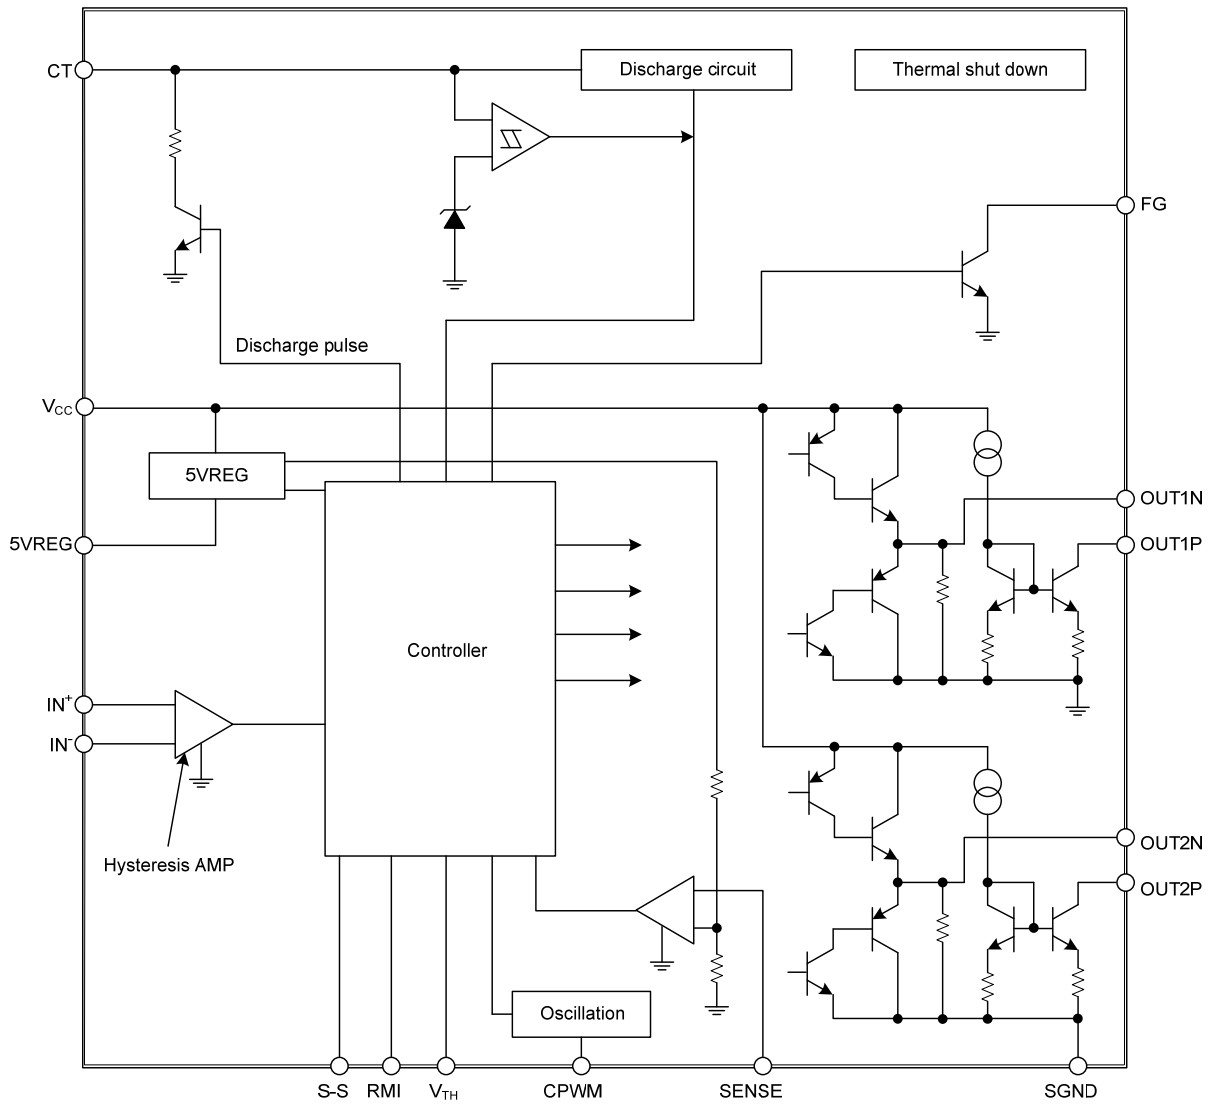 CT
Discharge circuit
Thermal shut down
FG
Discharge pulse
VCC
5VREG
OUT1N
5VREG
OUT1P
Controller
IN+
IN-
Hysteresis AMP
OUT2N
OUT2P
Oscillation
S-S
RMI
VTH
CPWM
SENSE
SGND